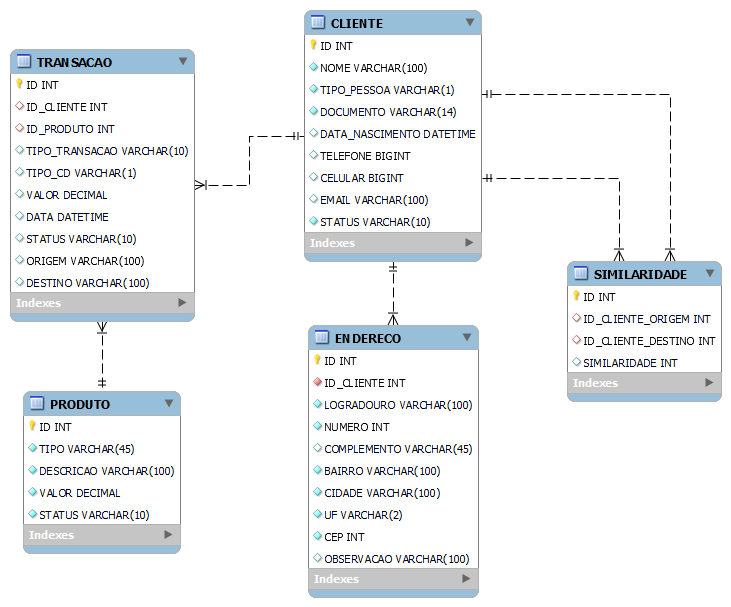 CLIENTE
ID INT
NOME VARCHAR(100)
TIPO_PESSOA VARCHAR(1)
DOCUMENTO VARCHAR(14)
DATA_NASCIMENTO DATETIME
TELEFONE BIGINT
CELULAR BIGINT
EMAIL VARCHAR(100)
STATUS VARCHAR(10)
Indexes
TRANSACAO
ID INT
ID_CLIENTE INT
ID_PRODUTO INT
TIPO_TRANSACAO VARCHAR(10)
TIPO_CD VARCHAR(1)
VALOR DECIMAL
DATA DATETIME
STATUS VARCHAR(10)
ORIGEM VARCHAR(100)
DESTINO VARCHAR(100)
Indexes
SIMILARIDADE
ID INT
ID_CLIENTE_ORIGEM INT
ID_CLIENTE_DESTINO INT
SIMILARIDADE INT
Indexes
ENDERECO
ID INT
ID_CLIENTE INT
LOGRADOURO VARCHAR(100)
NUMERO INT
COMPLEMENTO VARCHAR(45)
BAIRRO VARCHAR(100)
CIDADE VARCHAR(100)
UF VARCHAR(2)
CEP INT
OBSERVACAO VARCHAR(100)
Indexes
PRODUTO
ID INT
TIPO VARCHAR(45)
DESCRICAO VARCHAR(100)
VALOR DECIMAL
STATUS VARCHAR(10)
Indexes